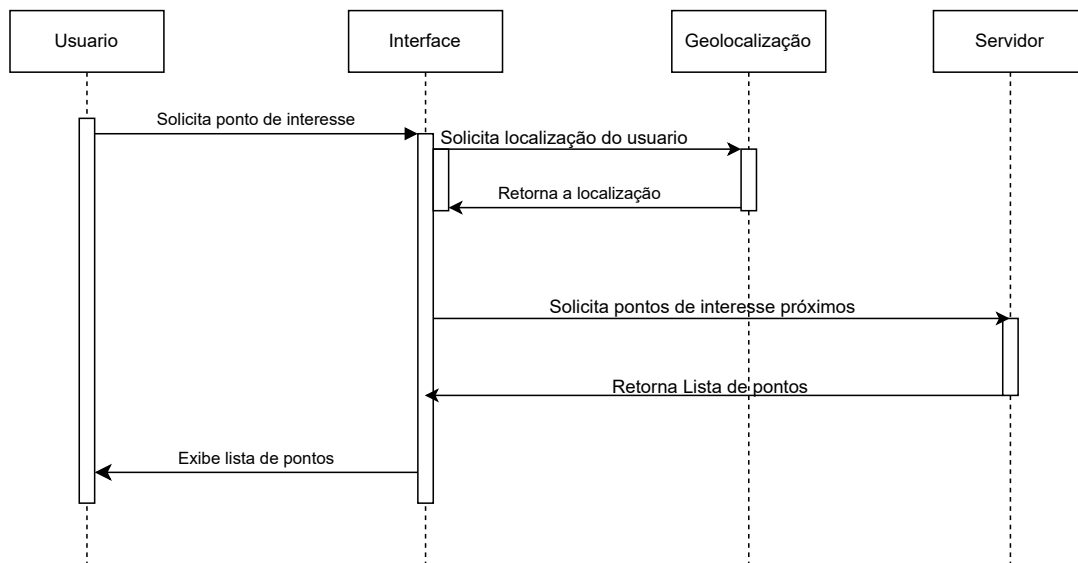 Usuario
Interface
Geolocalização
Servidor
Solicita ponto de interesse
Solicita localização do usuario
Retorna a localização
Solicita pontos de interesse próximos
Retorna Lista de pontos
Exibe lista de pontos